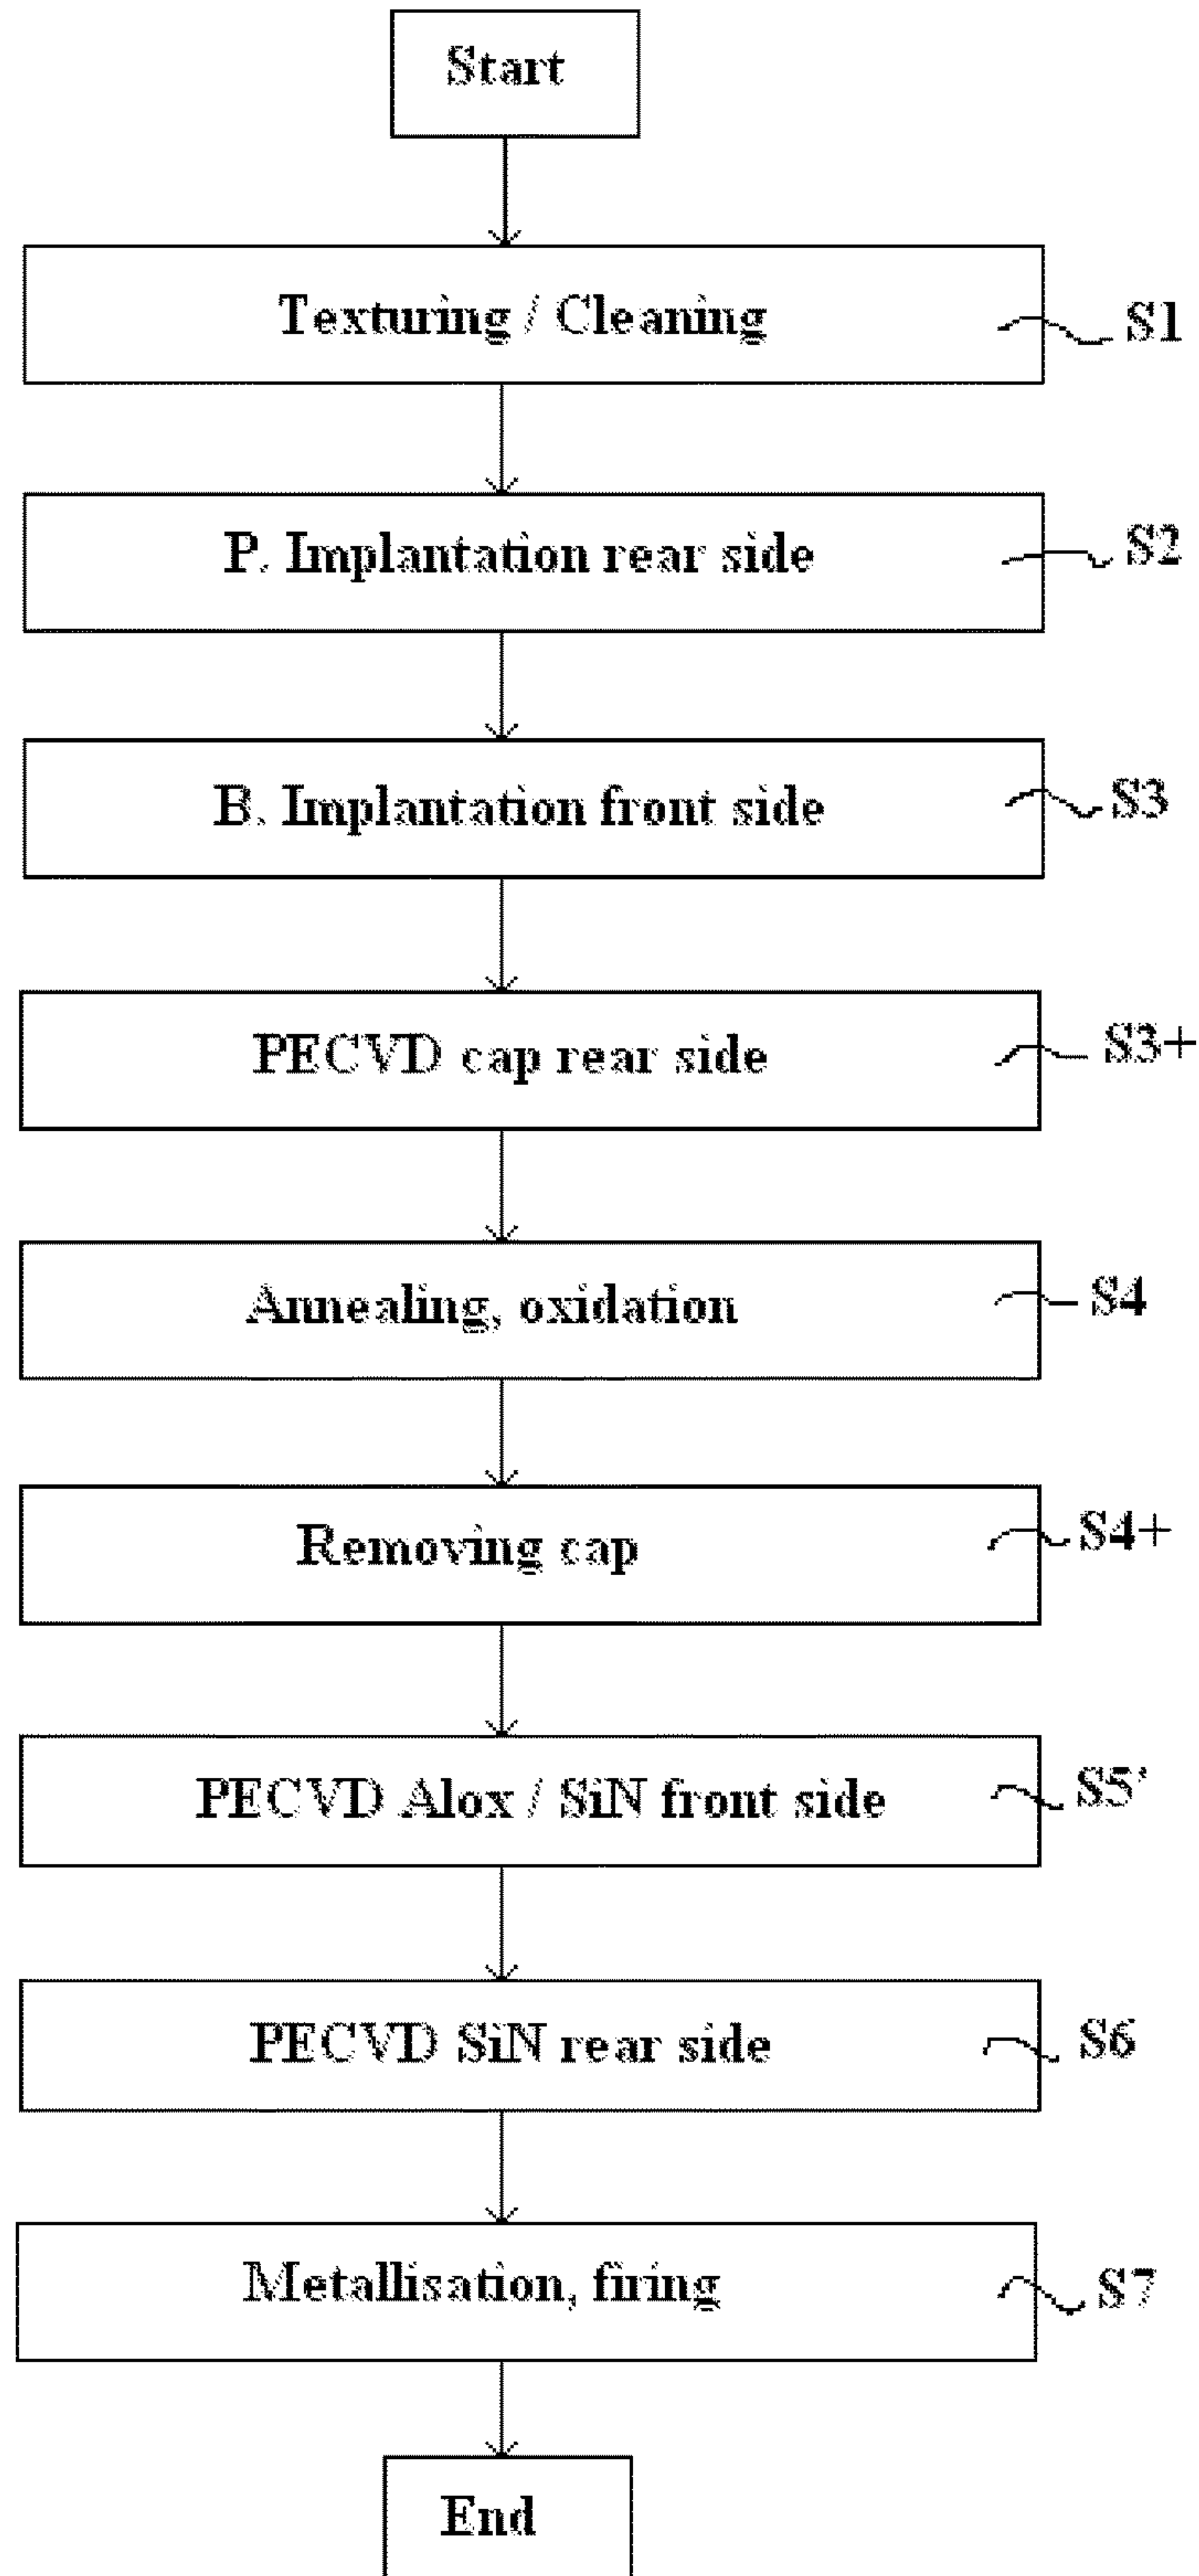 Start
Texturing / Cleaning
S1
P. Implantation rear side
S2
B. Implantation front side
S3
PECVD cap rear side
S3+
Annealing, oxidation
S4
Removing cap
S4+
PECVD Alox / SiN front side
S5'
PECVD SiN rear side
S6
Metallisation, firing
S7
End